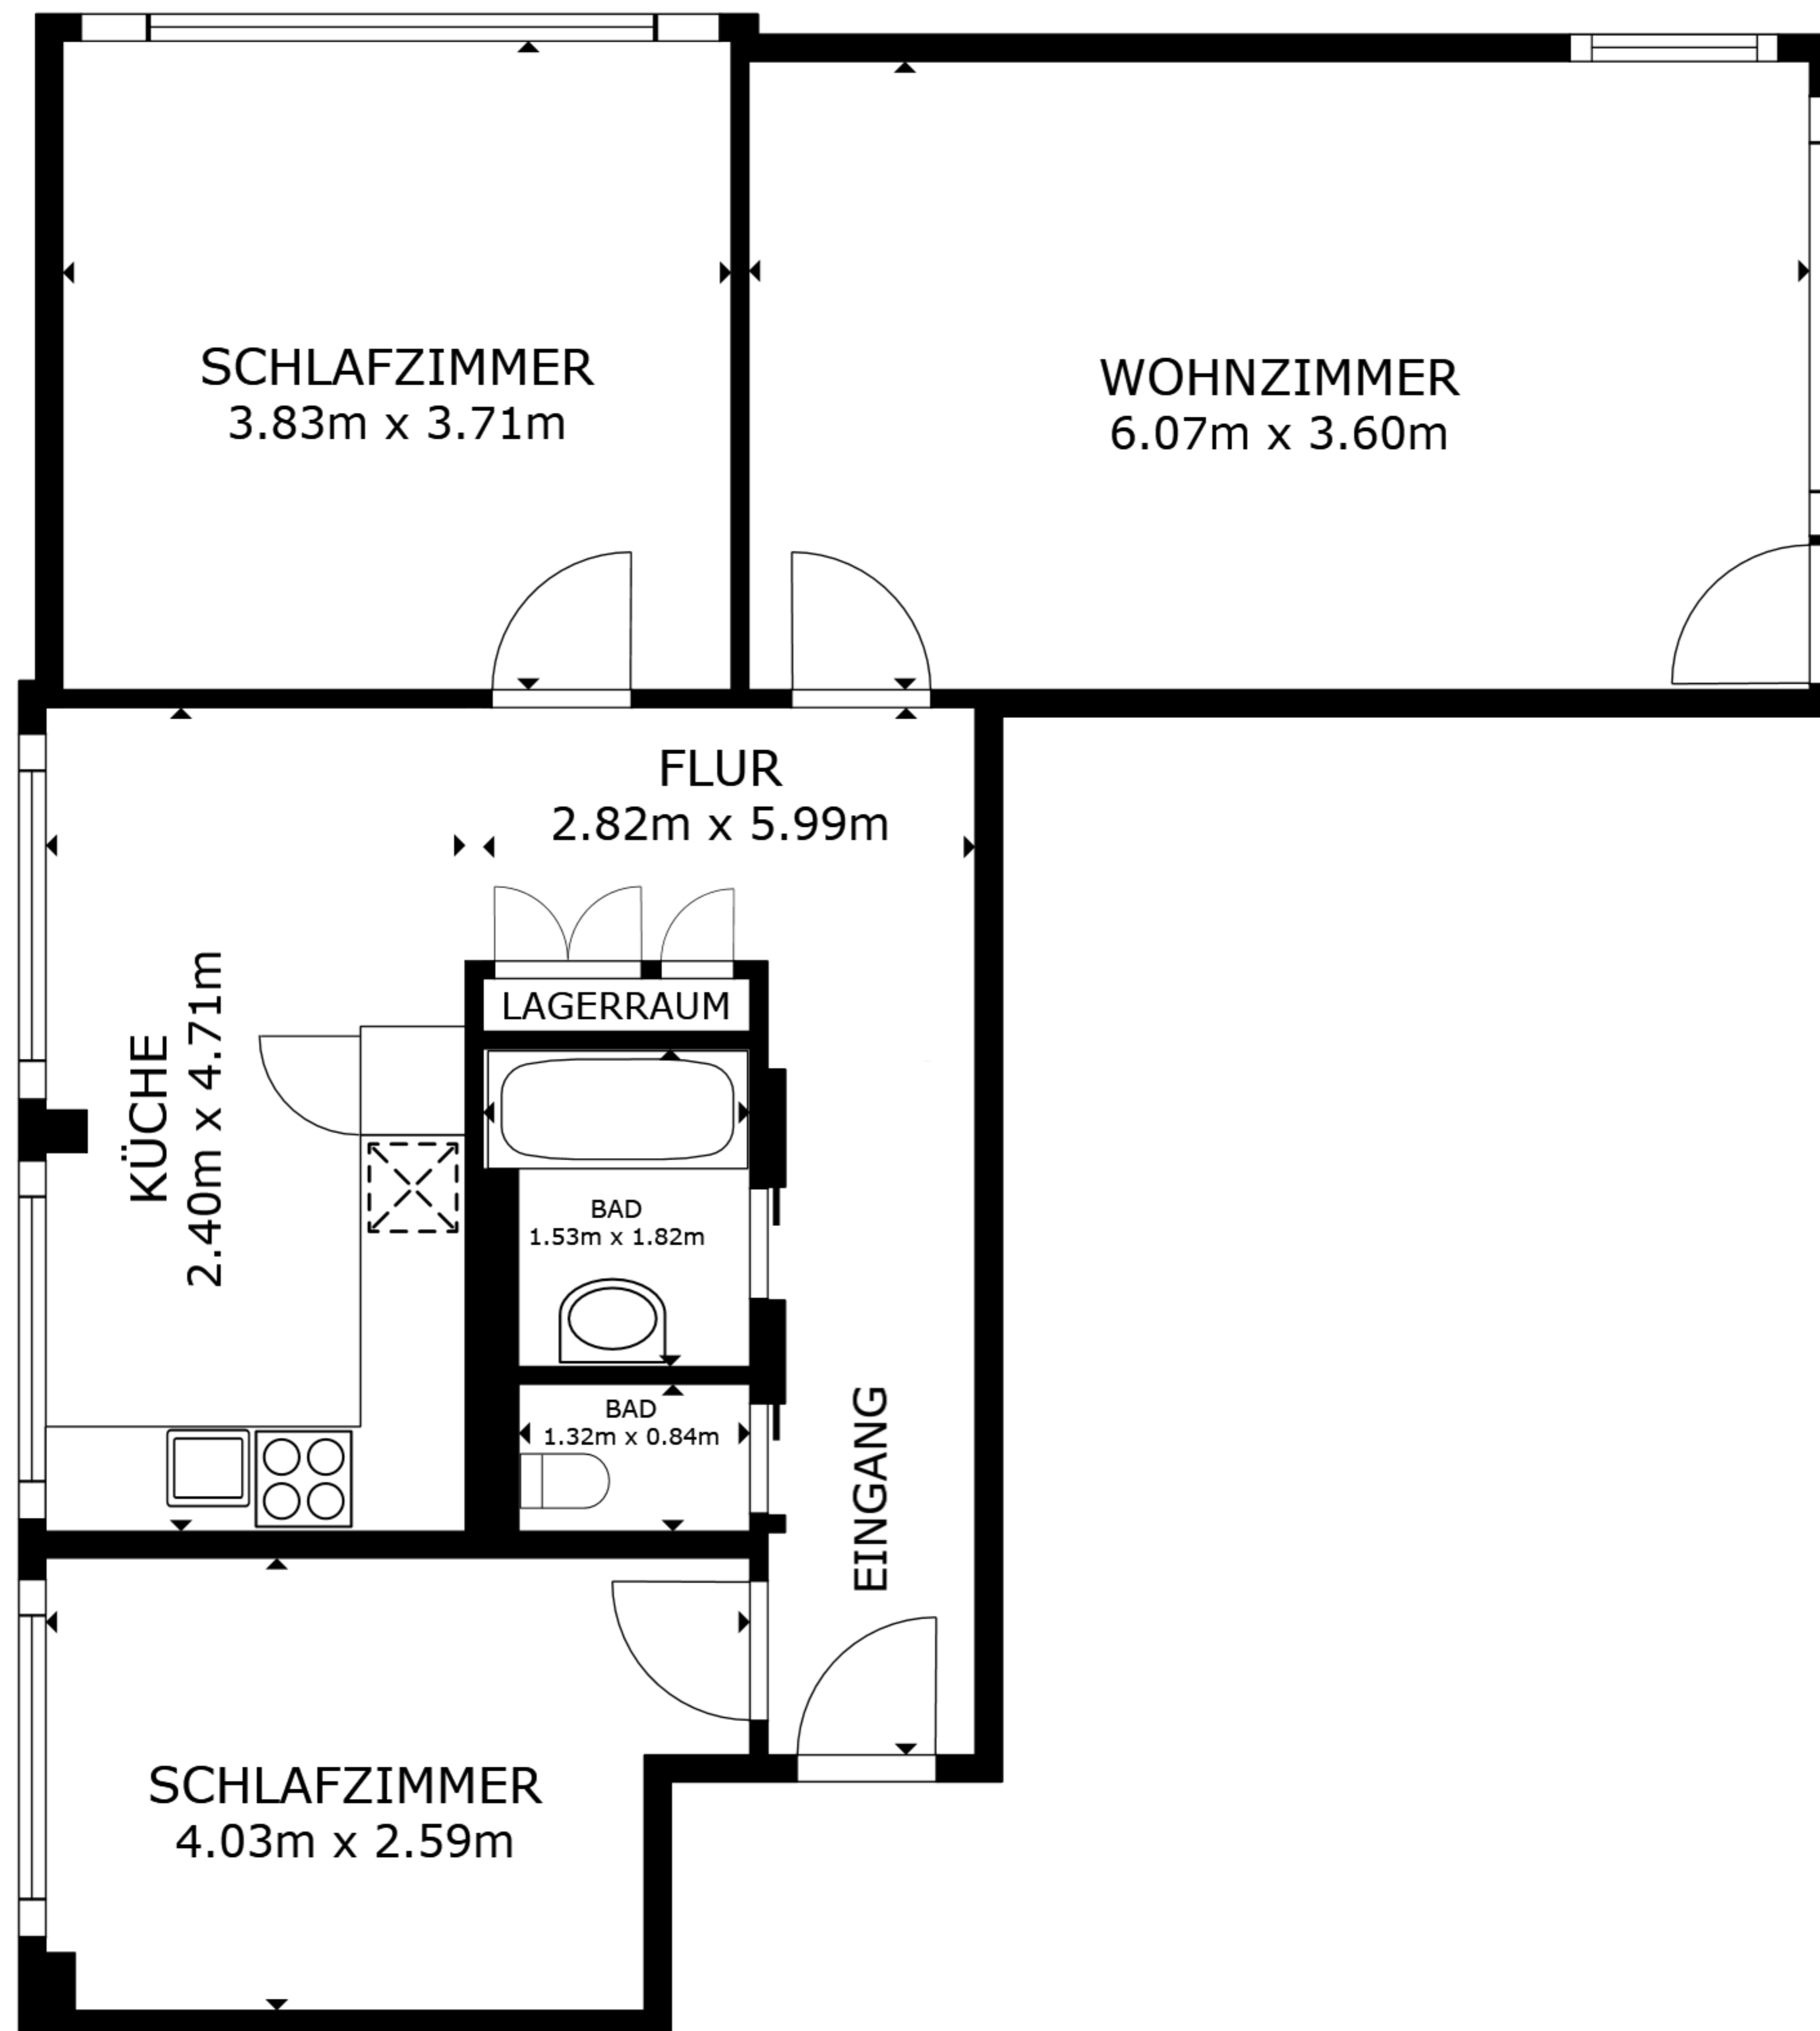 SCHLAFZIMMER
3.83m x 3.71m
WOHNZIMMER
6.07m x 3.60m
FLUR
2.82m x 5.99m
LAGERRAUM
KÜCHE
2.40m x 4.71m
BAD
1.53m x 1.82m
BAD
1.32m x 0.84m
EINGANG
SCHLAFZIMMER
4.03m x 2.59m